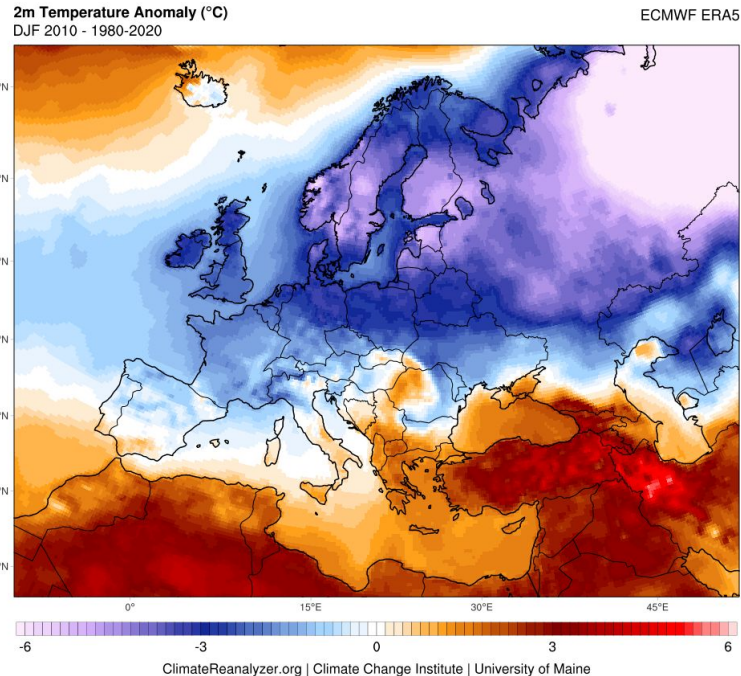 2m Temperature Anomaly (°C)
ECMWF ERA5
DJF 2010 - 1980-2020
0°
15°E
30°E
45°E
-6
-3
0
3
6
ClimateReanalyzer.org | Climate Change Institute | University of Maine